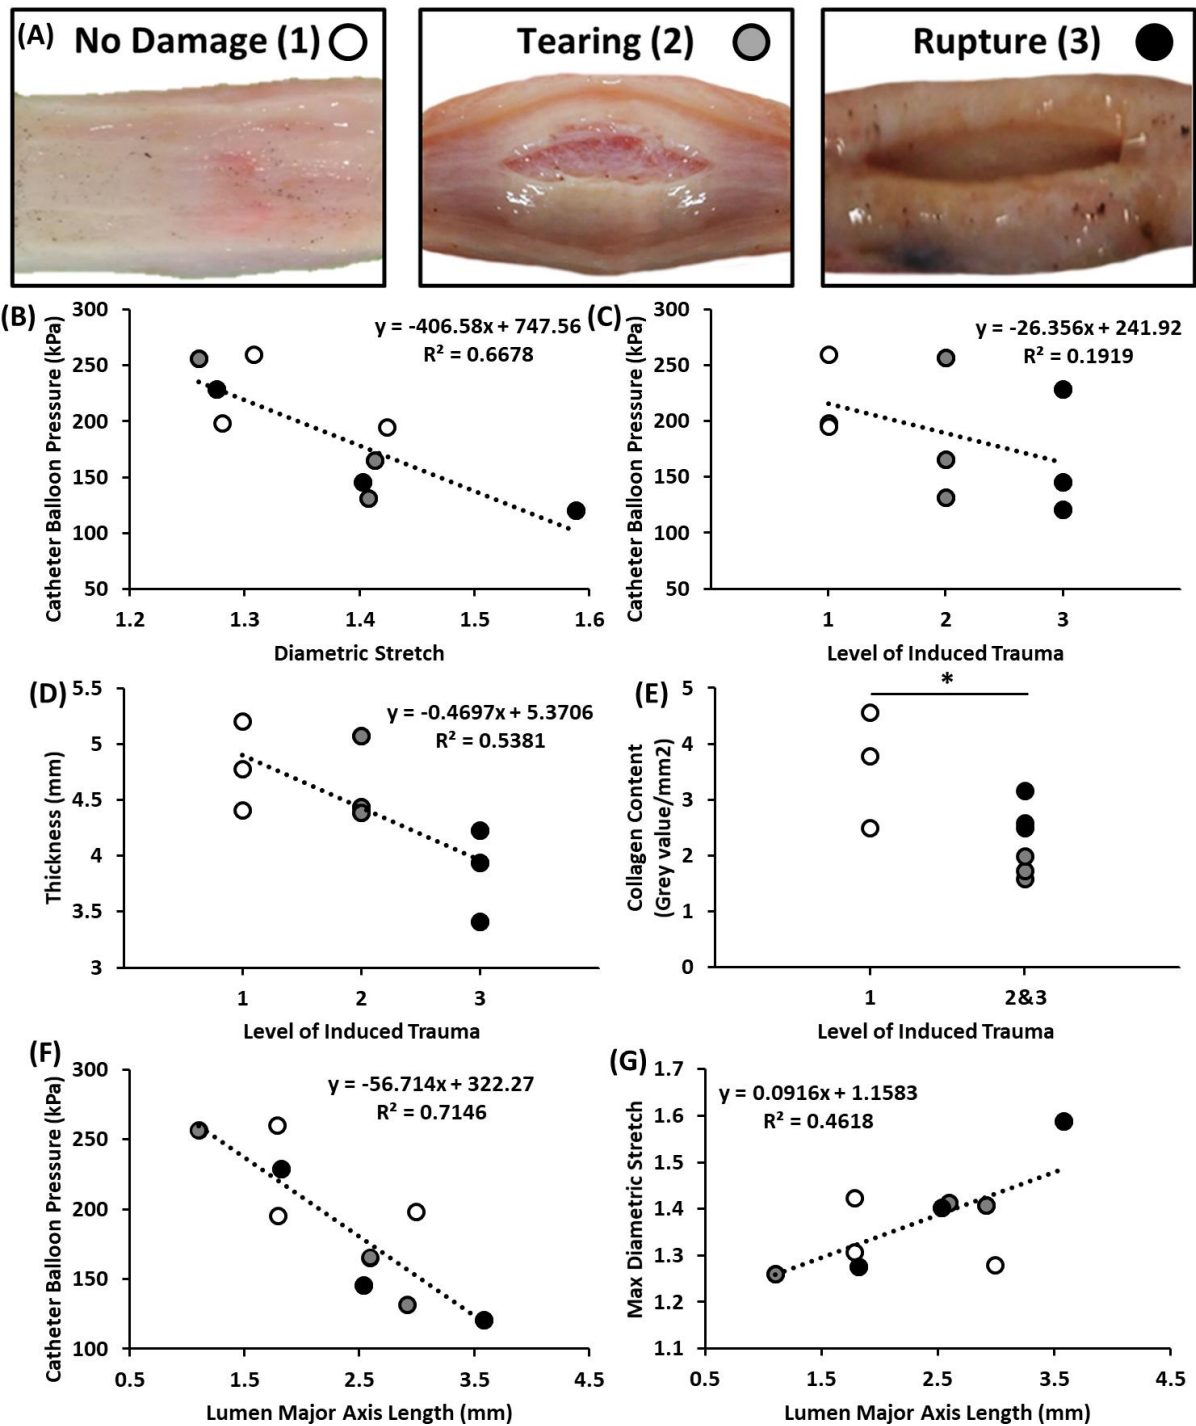 (A) No Damage (1)
Tearing (2)
Rupture (3)
(B)
300
250
200
150
100
50
Catheter Balloon Pressure (kPa)
y = -406.58x + 747.56
R² = 0.6678
1.2 1.3 1.4 1.5 1.6
Diametric Stretch
(C)
300
250
200
150
100
50
Catheter Balloon Pressure (kPa)
y = -26.356x + 241.92
R² = 0.1919
1 2 3
Level of Induced Trauma
(D)
5.5
5
4.5
4
3.5
3
Thickness (mm)
y = -0.4697x + 5.3706
R² = 0.5381
1 2 3
Level of Induced Trauma
(E)
5
4
3
2
1
0
Collagen Content
(Grey value/mm2)
*
1 2&3
Level of Induced Trauma
(F)
300
250
200
150
100
Catheter Balloon Pressure (kPa)
y = -56.714x + 322.27
R² = 0.7146
0.5 1.5 2.5 3.5 4.5
Lumen Major Axis Length (mm)
(G)
1.7
1.6
1.5
1.4
1.3
1.2
1.1
Max Diametric Stretch
y = 0.0916x + 1.1583
R² = 0.4618
0.5 1.5 2.5 3.5 4.5
Lumen Major Axis Length (mm)